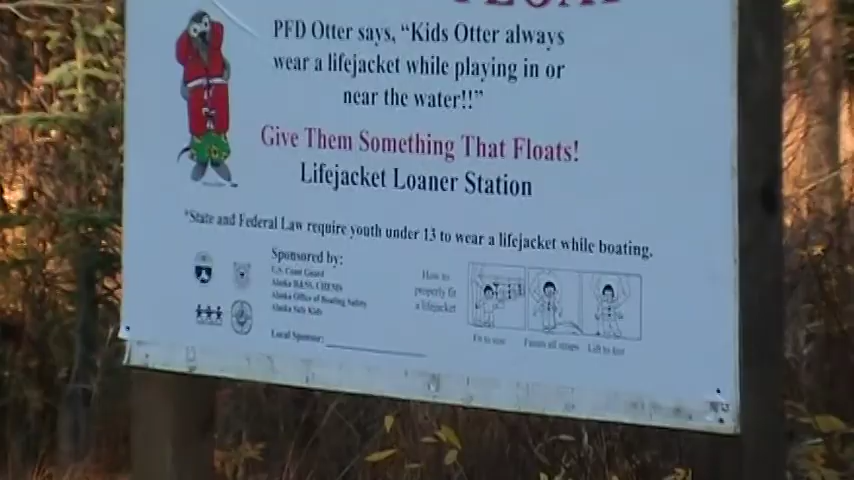 FLOAT
PFD Otter says, “Kids Otter always
wear a lifejacket while playing in or
near the water!!”
Give Them Something That Floats!
Lifejacket Loaner Station
*State and Federal Law require youth under 13 to wear a lifejacket while boating.
Sponsored by:
U.S. Coast Guard
Alaska Office of Boating Safety
Alaska Safe Kids
Local Sponsor:
How to
properly fit
a lifejacket
Fit to size
Fasten all straps
Lift to test